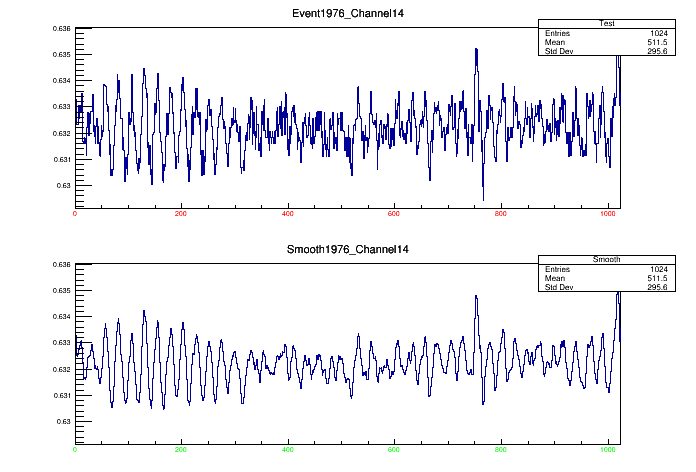 Event1976_Channel14
Test
Entries 1024
Mean 511.5
Std Dev 295.6
0.636
0.635
0.634
0.633
0.632
0.631
0.63
0 200 400 600 800 1000
Smooth1976_Channel14
Smooth
Entries 1024
Mean 511.5
Std Dev 295.6
0.636
0.635
0.634
0.633
0.632
0.631
0.63
0 200 400 600 800 1000